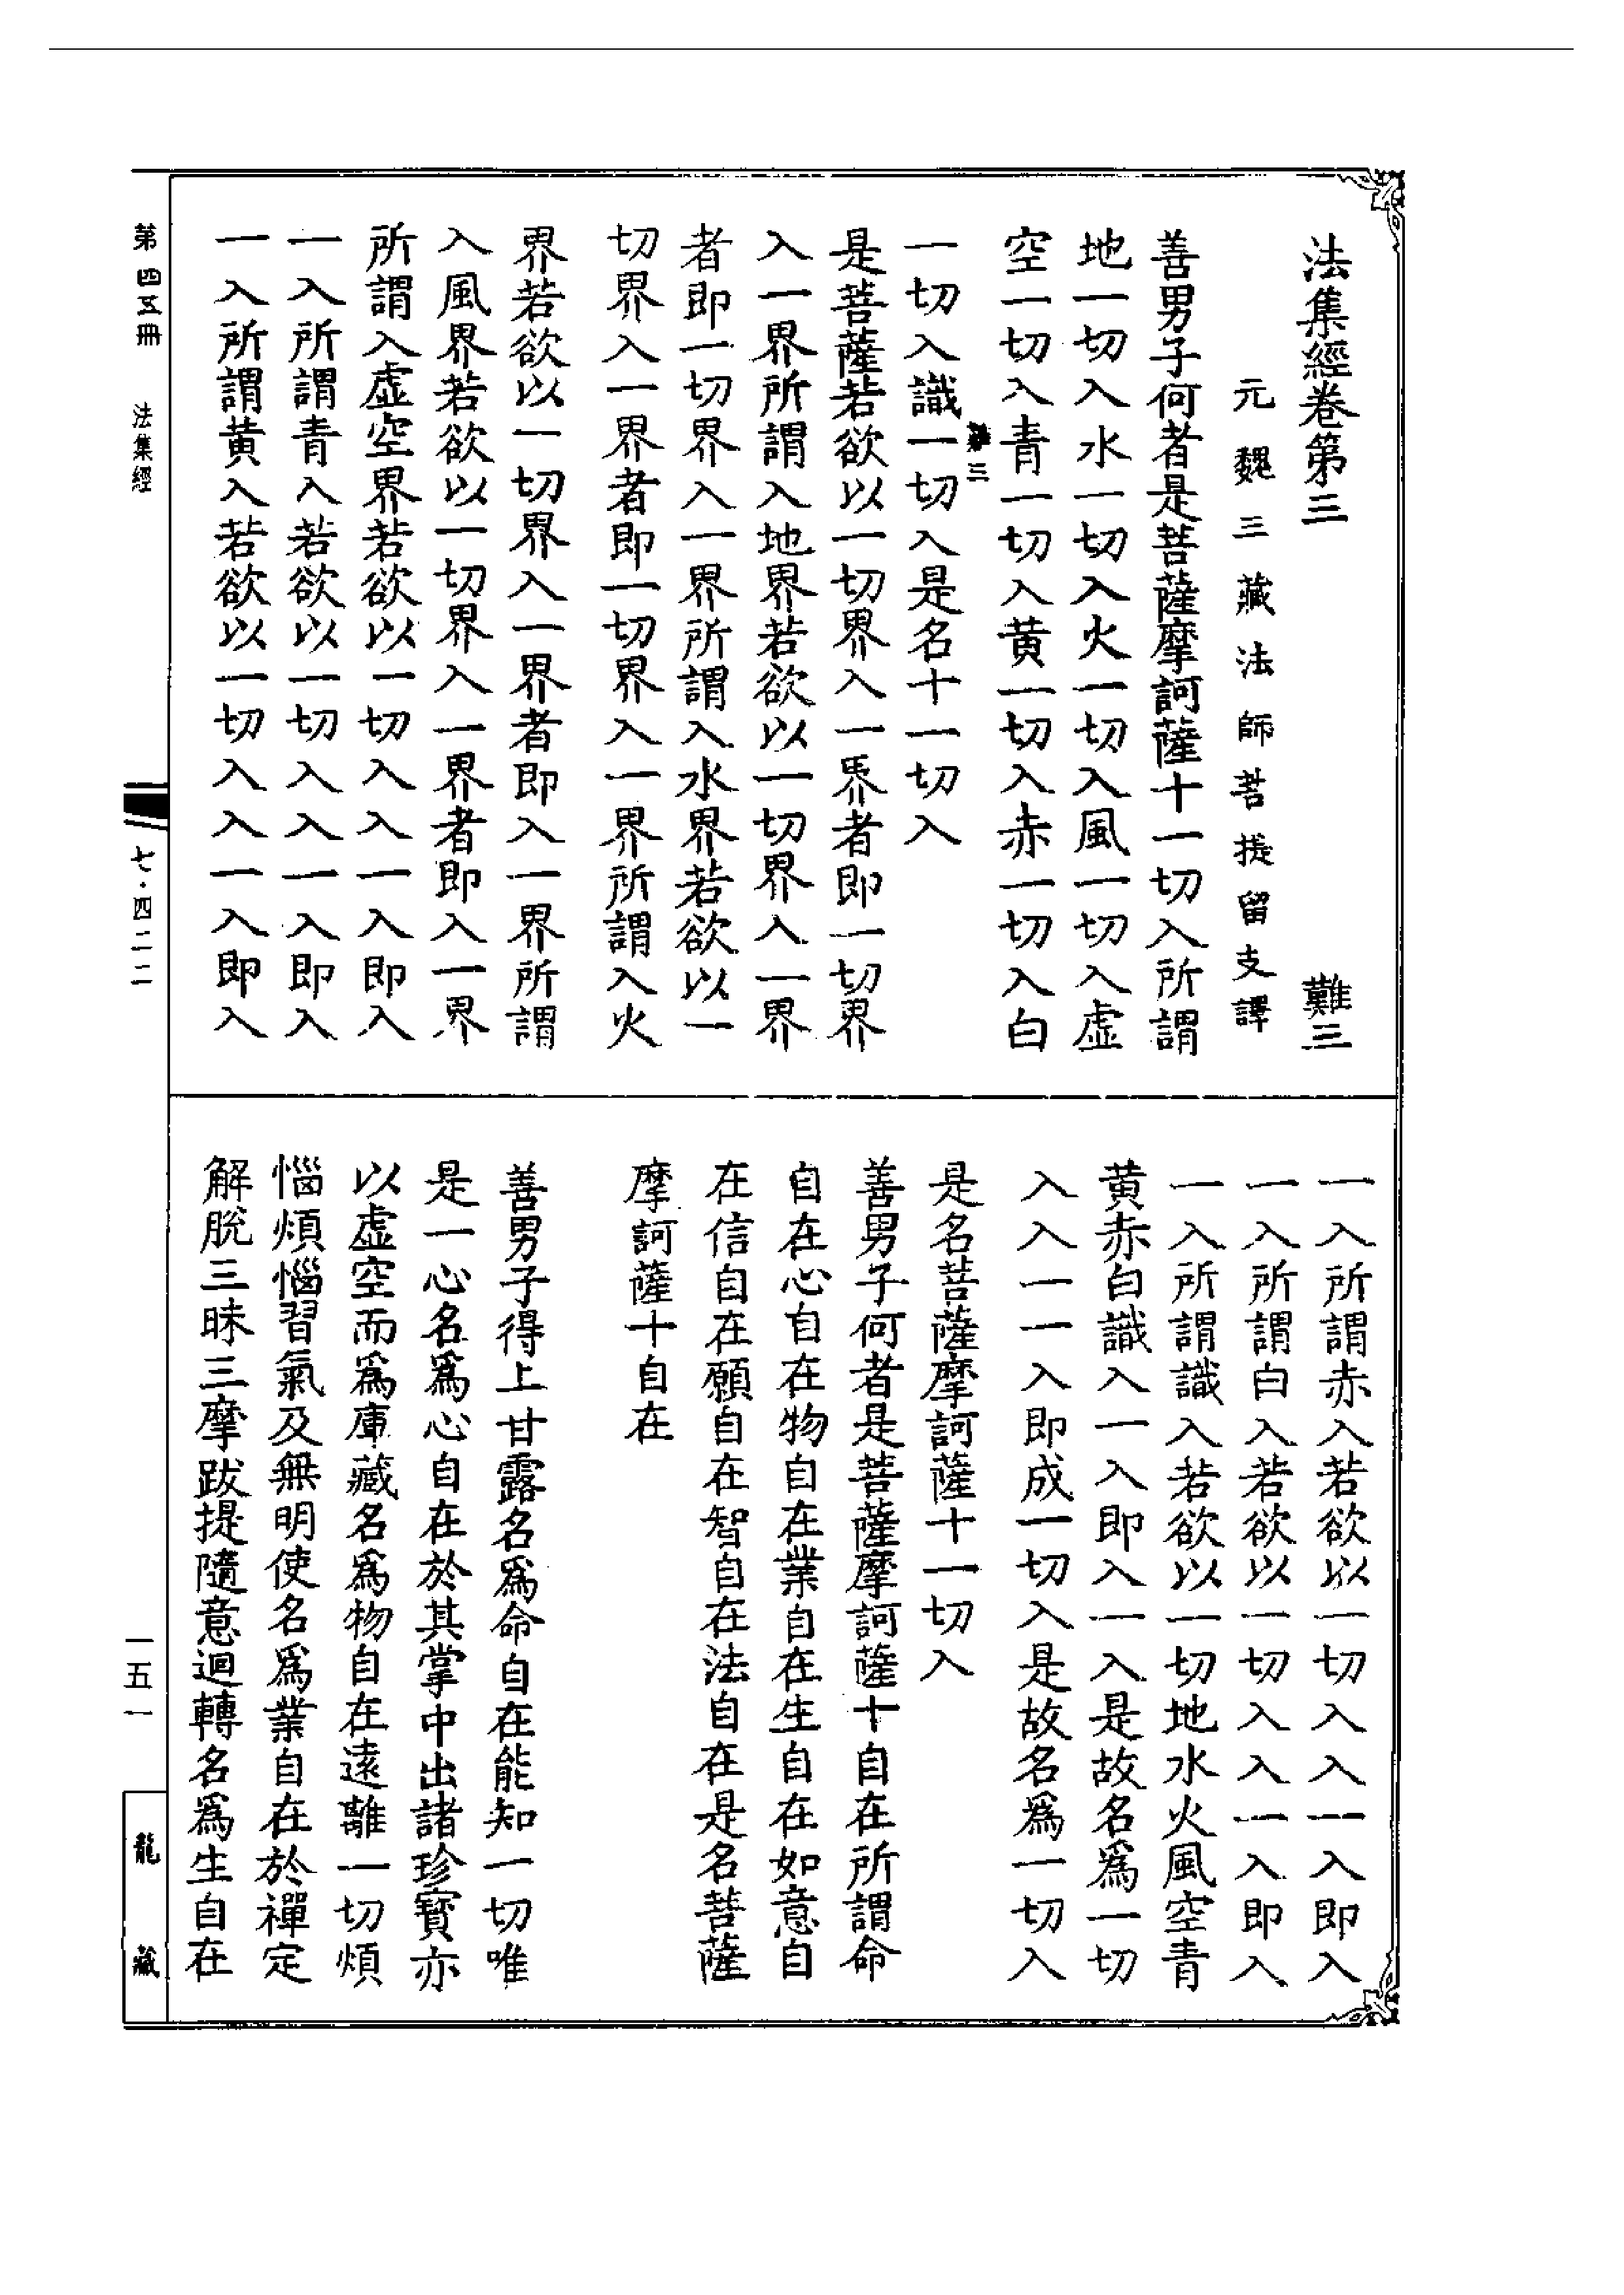 法集經卷第三　難三
元魏三藏法師菩提留支譯
善男子何者是菩薩摩訶薩十一切入所謂
地一切入水一切入火一切入風一切入虛
空一切入青一切入黄一切入赤一切入白
一切入識一切入是名十一切入
是菩薩若欲以一切界入一界者即一切界
入一界所謂入地界若欲以一切界入一界
者即一切界入一界所謂入水界若欲以一
切界入一界者即一切界入一界所謂入火
界若欲以一切界入一界者即入一界所謂
入風界若欲以一切界入一界者即入一界
所謂入虛空界若欲以一切入入一入即入
一入所謂青入若欲以一切入入一入即入
一入所謂黄入若欲以一切入入一入即入
難三
一入所謂赤入若欲以一切入入一入即入
一入所謂白入若欲以一切入入一入即入
一入所謂識入若欲以一切地水火風空青
黄赤白識入一入即入一入是故名爲一切
入入一一入即成一切入是故名爲一切入
是名菩薩摩訶薩十一切入
善男子何者是菩薩摩訶薩十自在所謂命
自在心自在物自在業自在生自在如意自
在信自在願自在智自在法自在是名菩薩
摩訶薩十自在
善男子得上甘露名爲命自在能知一切唯
是一心名爲心自在於其掌中出諸珍寳亦
以虛空而爲庫藏名爲物自在遠離一切煩
惱煩惱習氣及無明使名爲業自在於禪定
解脫三昧三摩跋提隨意迴轉名爲生自在
第四五冊　法集經
七·四二二
一五一
龍藏